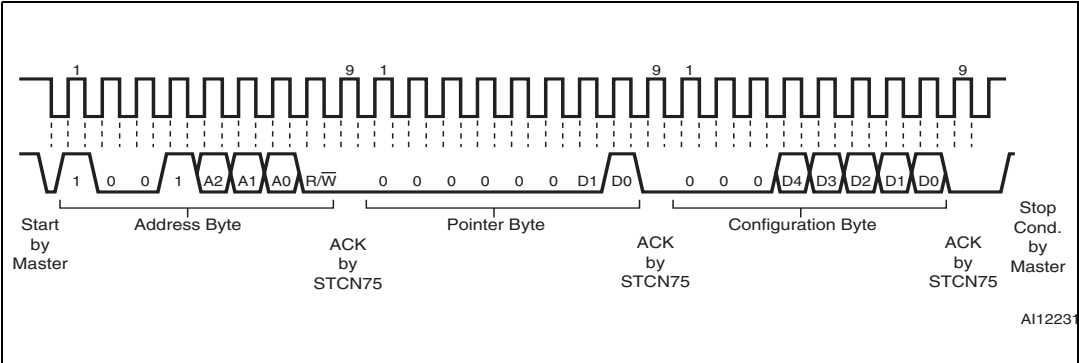 1 9 1 9 1 9
1 0 0 1 A2 A1 A0 R/W̅ 0 0 0 0 0 0 D1 D0 0 0 0 D4 D3 D2 D1 D0
Start
by
Master
Address Byte
ACK
by
STCN75
Pointer Byte
ACK
by
STCN75
Configuration Byte
ACK
by
STCN75
Stop
Cond.
by
Master
AI12231